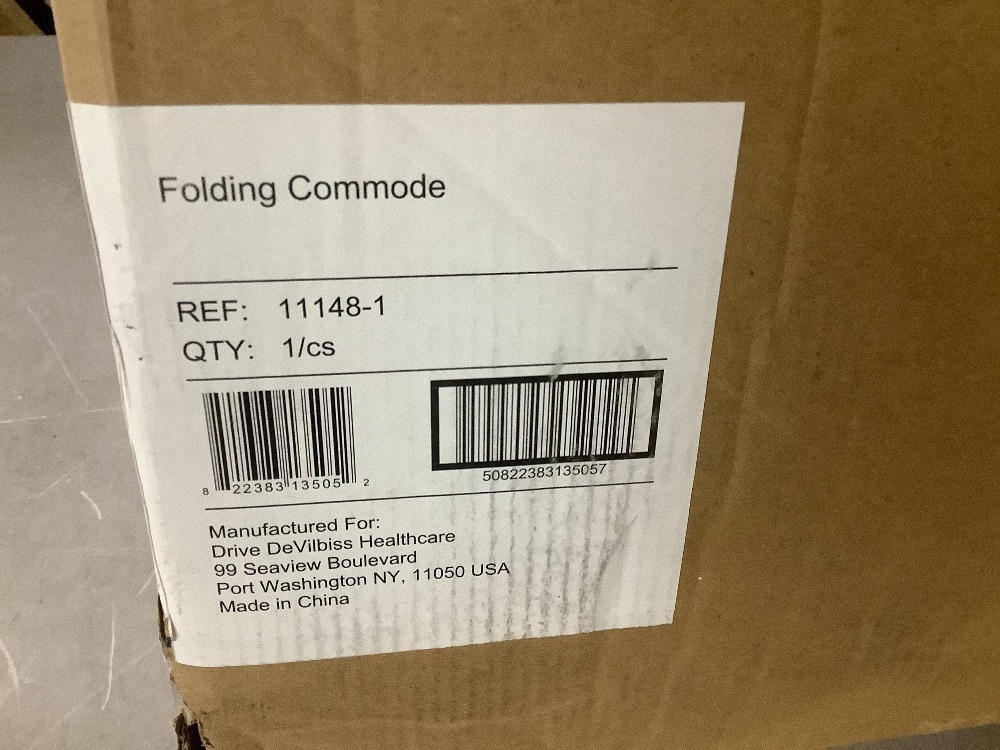 Folding Commode
REF: 11148-1
QTY: 1/cs
8 22383 13505 2
50822383135057
Manufactured For:
Drive DeVilbiss Healthcare
99 Seaview Boulevard
Port Washington NY, 11050 USA
Made in China